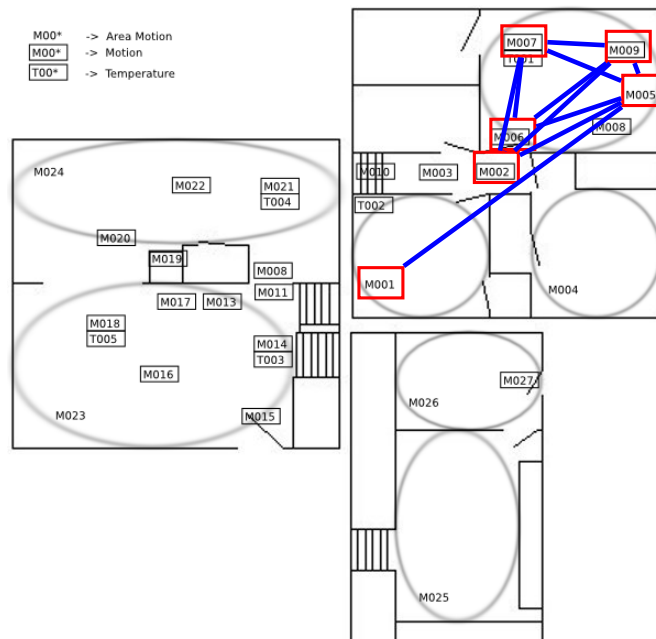 M00* -> Area Motion
M00* -> Motion
T00* -> Temperature
M007
T001
M009
M005
M008
M006
M010
M003
M002
T002
M001
M004
M024
M022
M021
T004
M020
M019
M008
M011
M017
M013
M018
T005
M014
T003
M016
M023
M015
M027
M026
M025